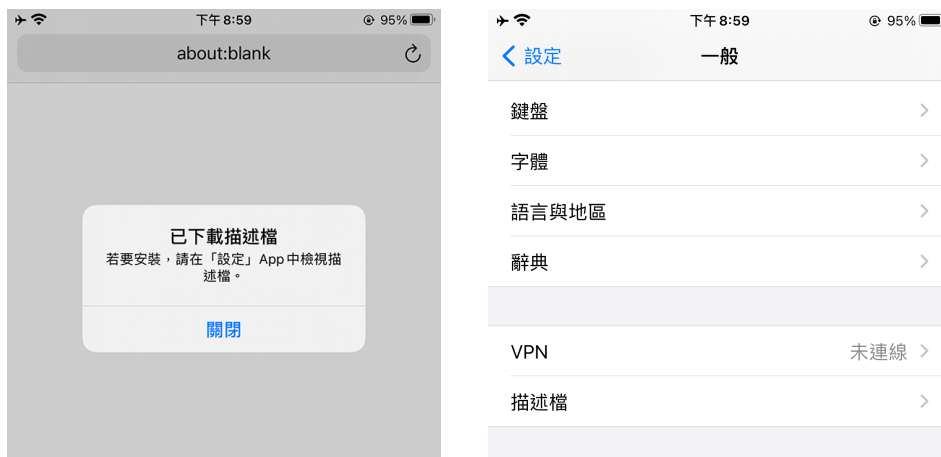 下午8:59
95%
about:blank
已下載描述檔
若要安裝，請在「設定」App 中檢視描
述檔。
關閉
下午8:59
95%
設定
一般
鍵盤
字體
語言與地區
辭典
VPN
未連線
描述檔